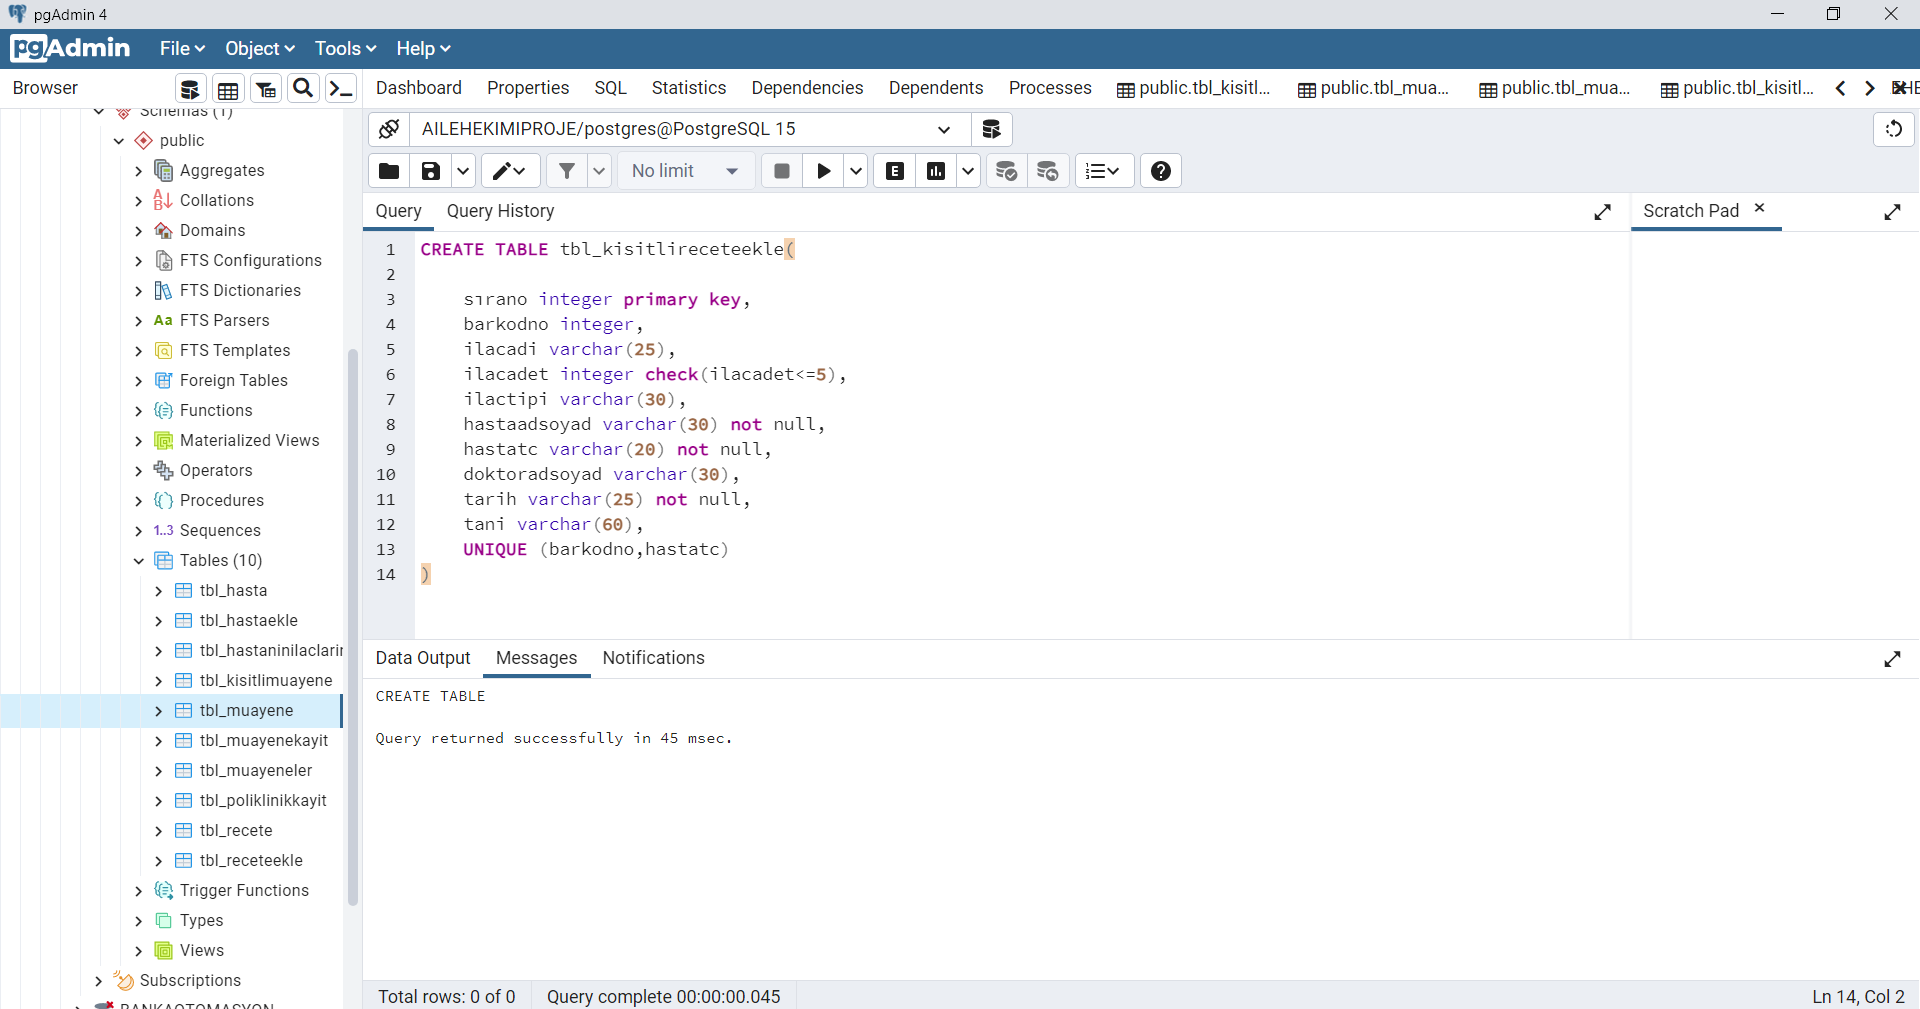 pgAdmin 4
pgAdmin File Object Tools Help
Browser
Dashboard Properties SQL Statistics Dependencies Dependents Processes public.tbl_kisitl... public.tbl_mua... public.tbl_mua... public.tbl_kisitl...
Schemas (1)
public
Aggregates
Collations
Domains
FTS Configurations
FTS Dictionaries
Aa FTS Parsers
FTS Templates
Foreign Tables
Functions
Materialized Views
Operators
Procedures
1..3 Sequences
Tables (10)
tbl_hasta
tbl_hastaekle
tbl_hastaninilaclarir
tbl_kisitlimuayene
tbl_muayene
tbl_muayenekayit
tbl_muayeneler
tbl_poliklinikkayit
tbl_recete
tbl_receteekle
Trigger Functions
Types
Views
Subscriptions
BANKAOTOMASYON
AILEHEKIMIPROJE/postgres@PostgreSQL 15
No limit
E
Query Query History
Scratch Pad
1 CREATE TABLE tbl_kisitlireceteekle(
2
3 sırano integer primary key,
4 barkodno integer,
5 ilacadi varchar(25),
6 ilacadet integer check(ilacadet<=5),
7 ilactipi varchar(30),
8 hastaadsoyad varchar(30) not null,
9 hastatc varchar(20) not null,
10 doktoradsoyad varchar(30),
11 tarih varchar(25) not null,
12 tani varchar(60),
13 UNIQUE (barkodno,hastatc)
14 )
Data Output Messages Notifications
CREATE TABLE
Query returned successfully in 45 msec.
Total rows: 0 of 0 Query complete 00:00:00.045
Ln 14, Col 2